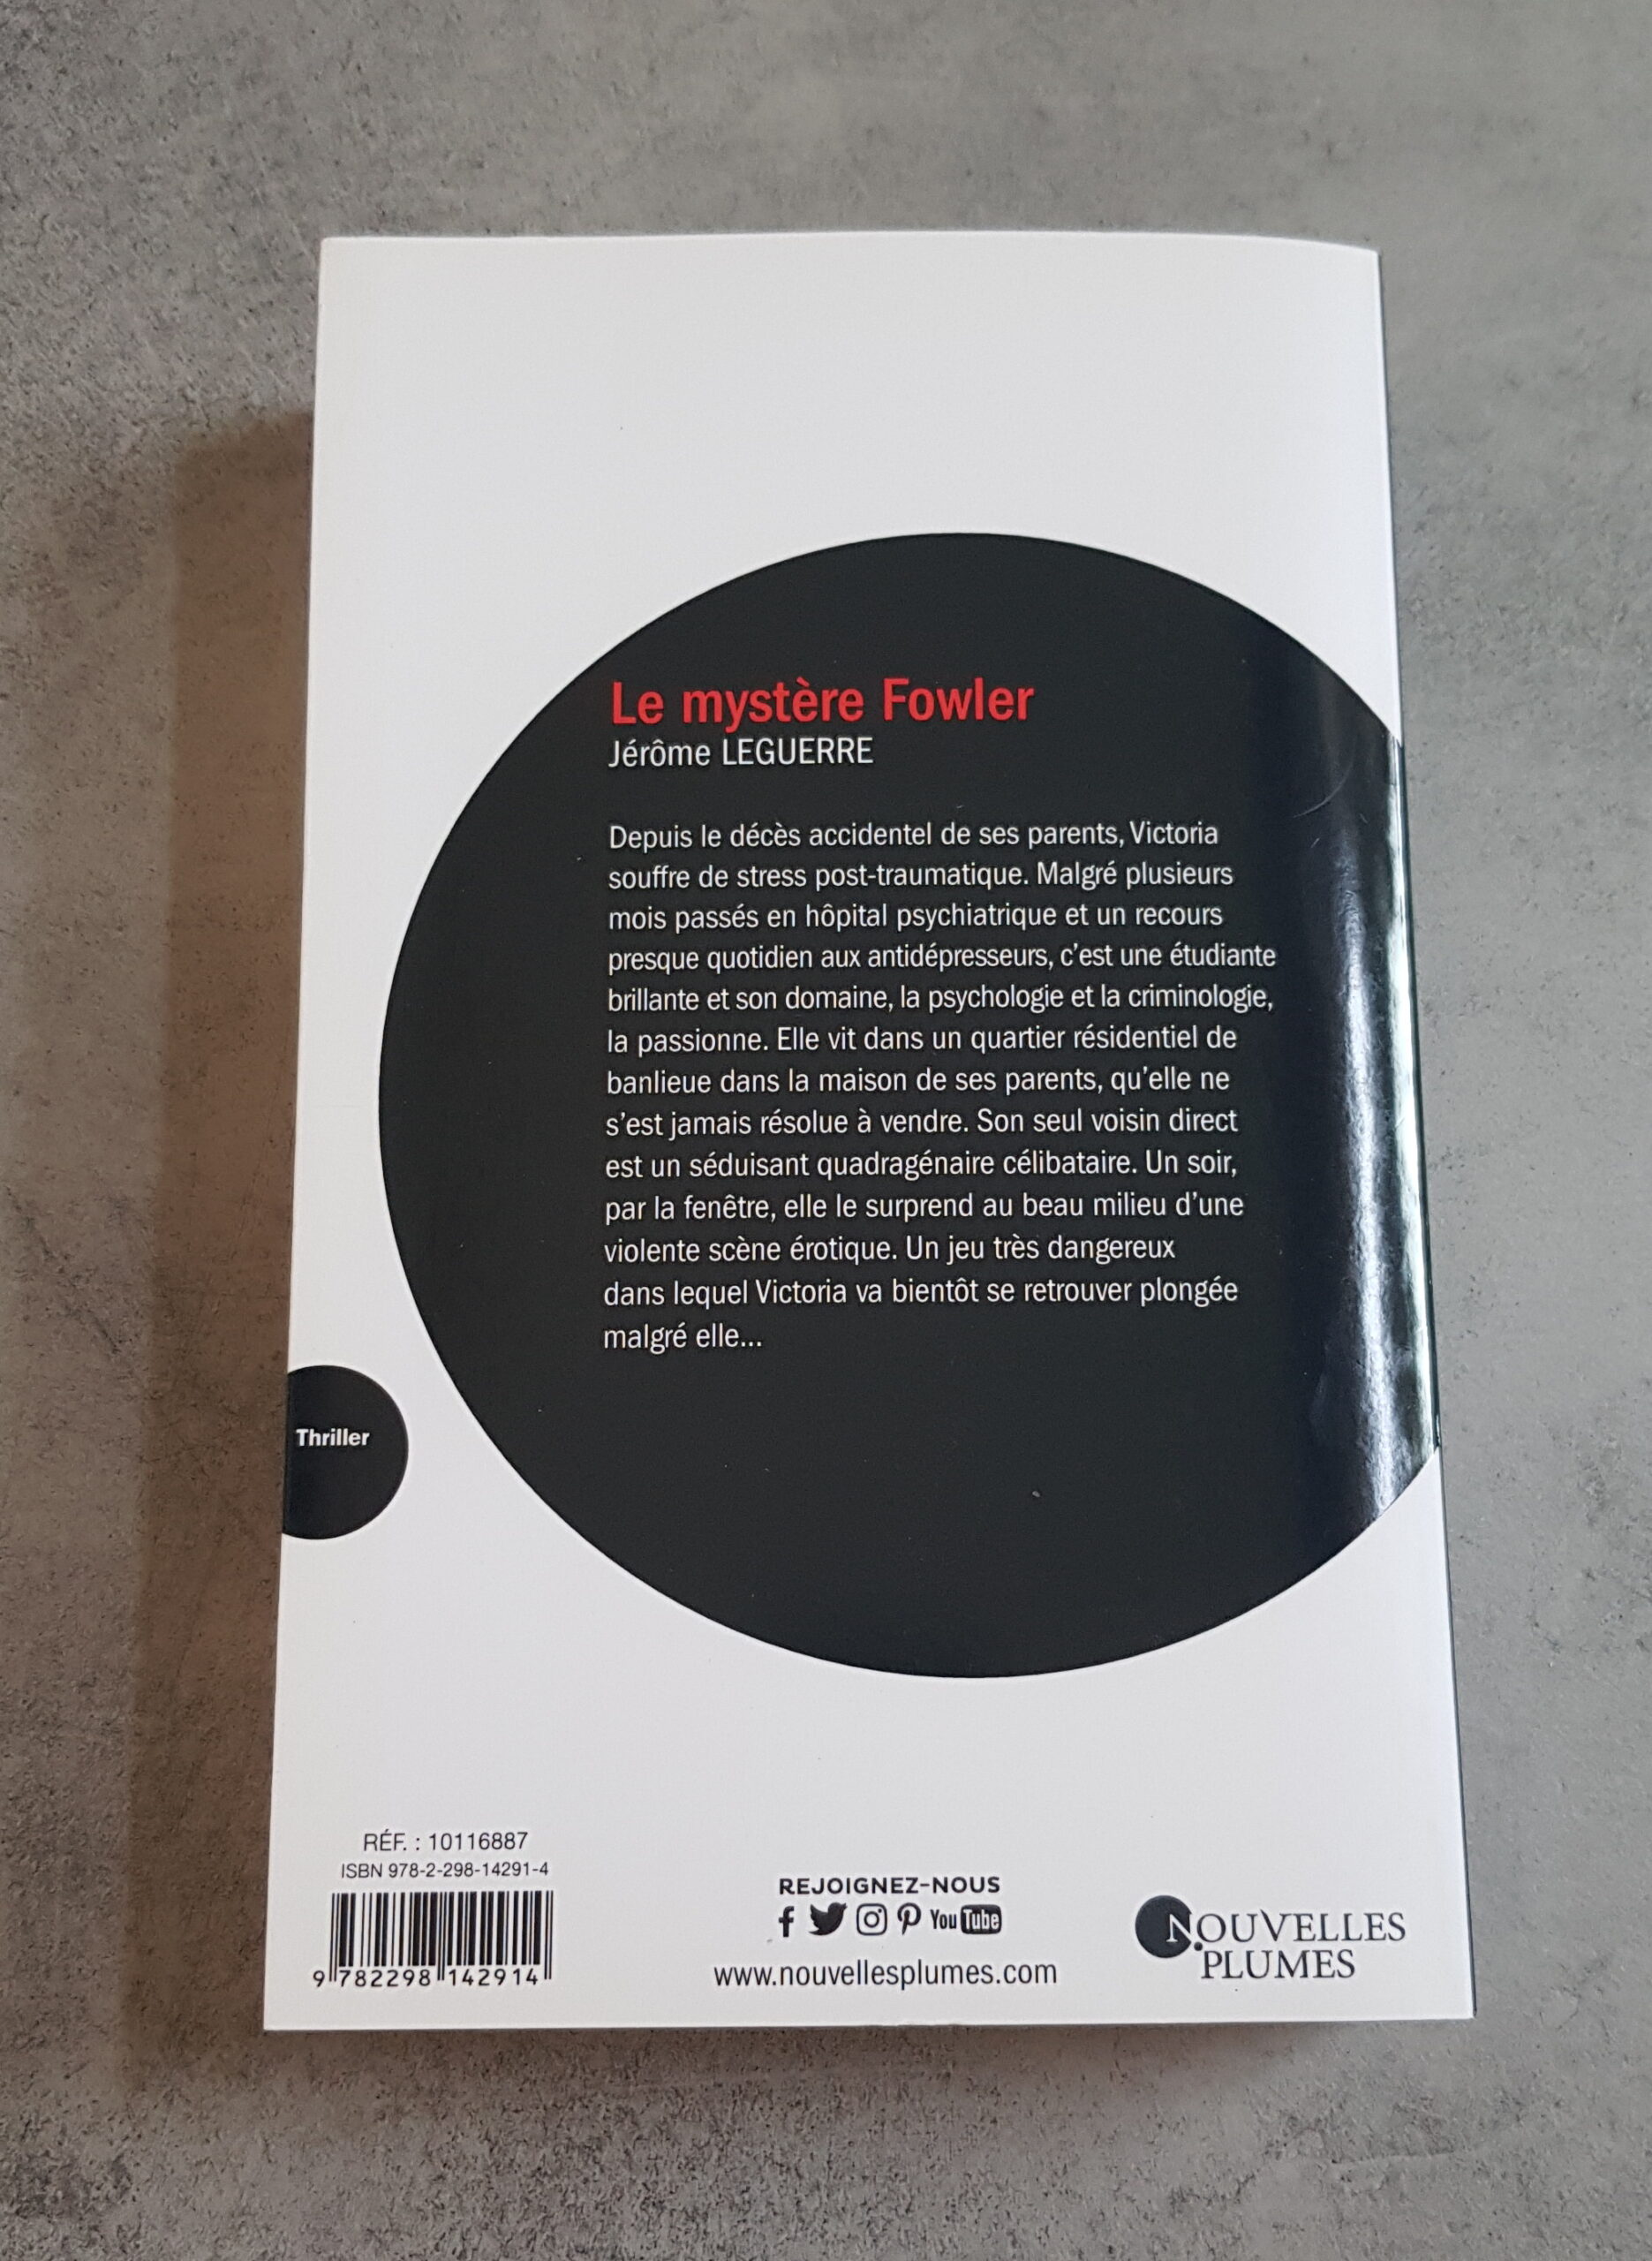 Le mystère Fowler
Jérôme LEGUERRE
Depuis le décès accidentel de ses parents, Victoria
souffre de stress post-traumatique. Malgré plusieurs
mois passés en hôpital psychiatrique et un recours
presque quotidien aux antidépresseurs, c'est une étudiante
brillante et son domaine, la psychologie et la criminologie,
la passionne. Elle vit dans un quartier résidentiel de
banlieue dans la maison de ses parents, qu'elle ne
s'est jamais résolue à vendre. Son seul voisin direct
est un séduisant quadragénaire célibataire. Un soir,
par la fenêtre, elle le surprend au beau milieu d'une
violente scène érotique. Un jeu très dangereux
dans lequel Victoria va bientôt se retrouver plongée
malgré elle...
Thriller
RÉF. : 10116887
ISBN 978-2-298-14291-4
9 782298 142914
REJOIGNEZ-NOUS
You Tube
www.nouvellesplumes.com
NOUVELLES
PLUMES